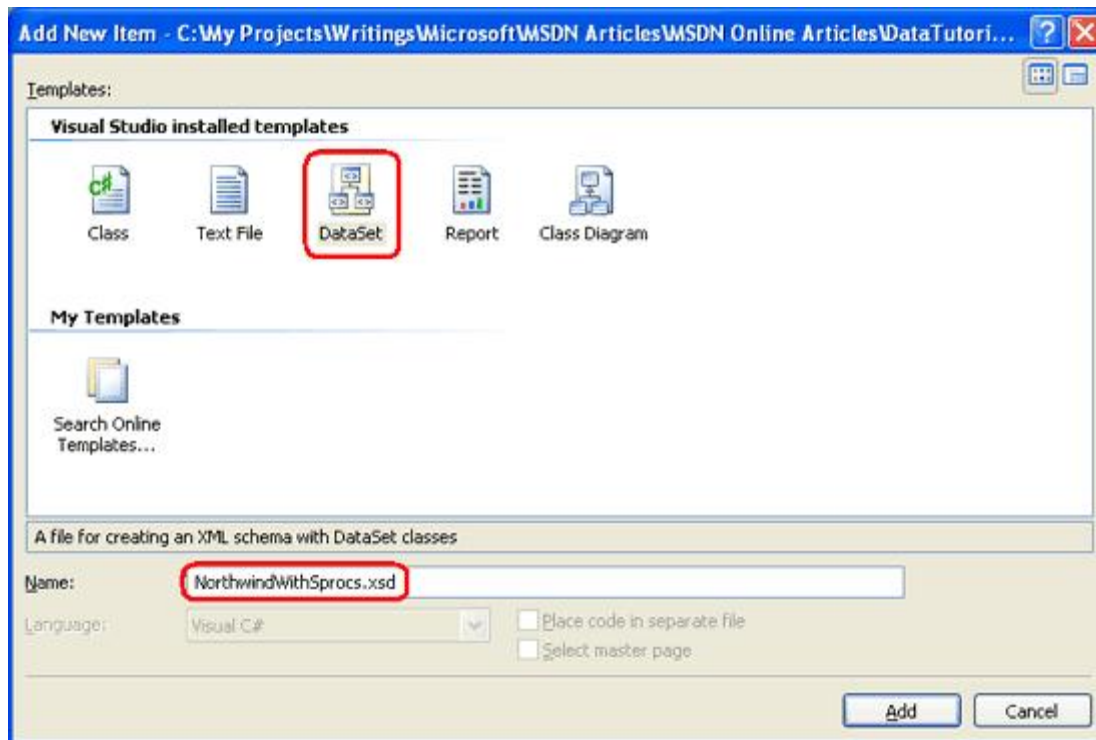 Add New Item - C:\My Projects\Writings\Microsoft\MSDN Articles\MSDN Online Articles\DataTutori...
Templates:
Visual Studio installed templates
C#
Class
Text File
DataSet
Report
Class Diagram
My Templates
Search Online
Templates...
A file for creating an XML schema with DataSet classes
Name:
NorthwindWithSprocs.xsd
Language:
Visual C#
Place code in separate file
Select master page
Add
Cancel